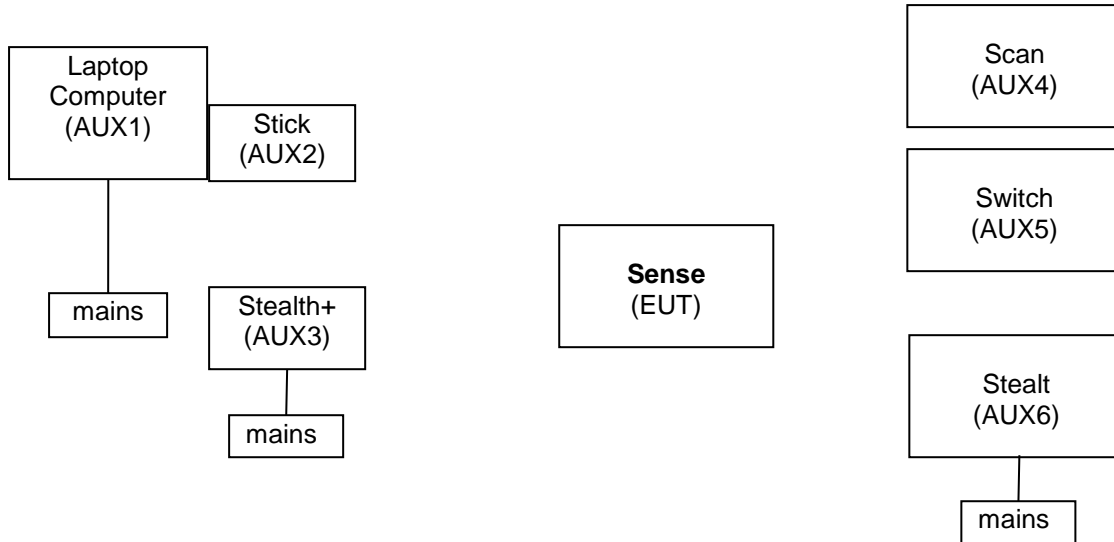 Laptop
Computer
(AUX1)
Stick
(AUX2)
mains
Stealth+
(AUX3)
mains
Sense
(EUT)
Scan
(AUX4)
Switch
(AUX5)
Stealt
(AUX6)
mains